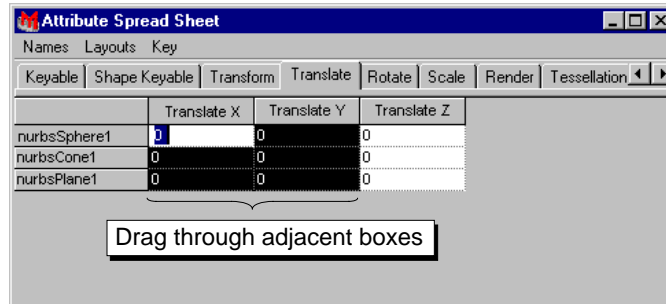 Attribute Spread Sheet
Names Layouts Key
Keyable Shape Keyable Transform Translate Rotate Scale Render Tessellation
Translate X Translate Y Translate Z
nurbsSphere1 0 0 0
nurbsCone1 0 0 0
nurbsPlane1 0 0 0
Drag through adjacent boxes